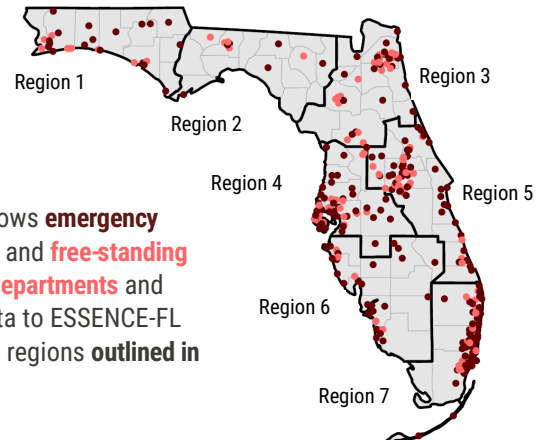 Region 1
Region 2
Region 3
Region 4
Region 5
ows emergency
and free-standing
epartments and
ta to ESSENCE-FL
regions outlined in
Region 6
Region 7